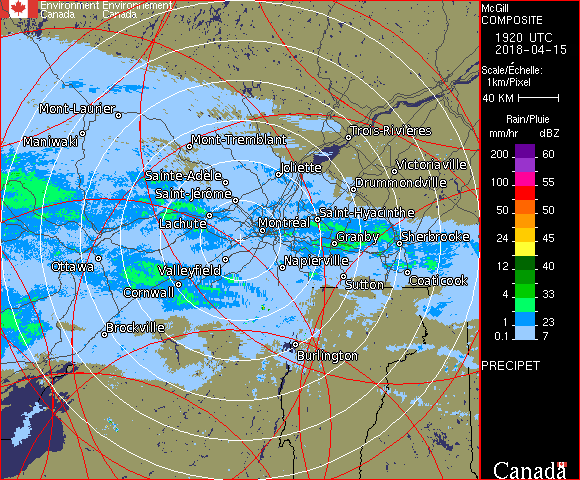 Environment Environnement
Canada Canada
McGill
COMPOSITE
1920 UTC
2018-04-15
Scale/Échelle:
1km/Pixel
40 KM
Rain/Pluie
mm/hr dBZ
200 60
100 55
50 50
24 45
12 40
4 33
1 23
0.1 7
PRECIPET
Canada
Mont-Laurier
Maniwaki
Mont-Tremblant
Trois-Rivières
Sainte-Adèle
Joliette
Victoriaville
Saint-Jérôme
Drummondville
Lachute
Montréal
Saint-Hyacinthe
Granby
Sherbrooke
Ottawa
Valleyfield
Napierville
Cornwall
Sutton
Coaticook
Brockville
Burlington